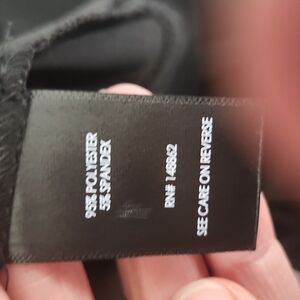 95% POLYESTER
5% SPANDEX
RN# 148862
SEE CARE ON REVERSE